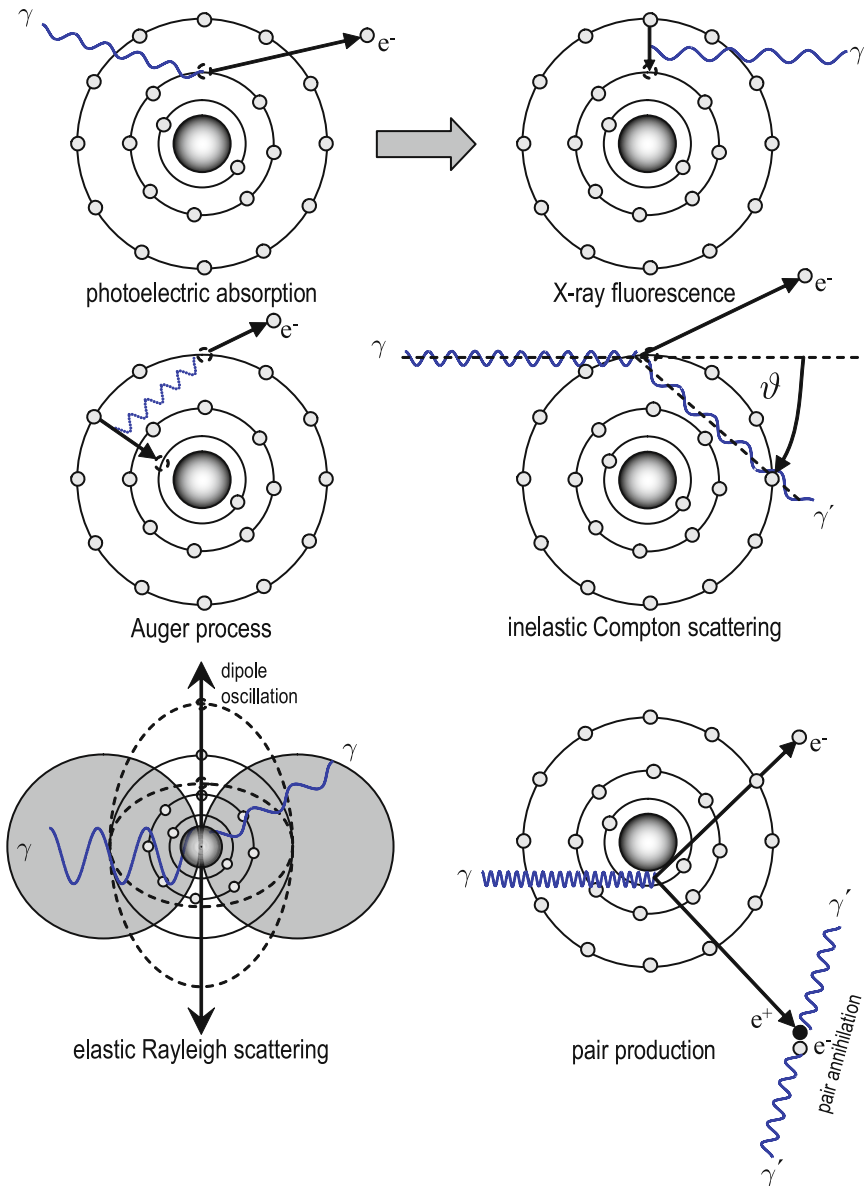 γ
e-
γ
photoelectric absorption
X-ray fluorescence
e-
e-
γ
ϑ
γ´
Auger process
inelastic Compton scattering
dipole
oscillation
γ
γ
e-
γ
γ´
e+
e-
pair annihilation
elastic Rayleigh scattering
pair production
γ´